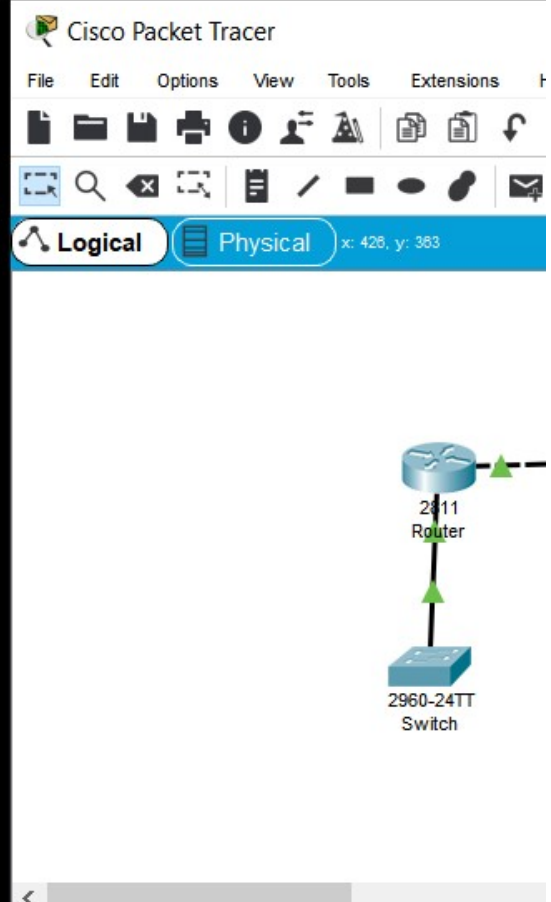 Cisco Packet Tracer
File Edit Options View Tools Extensions H
Logical Physical x: 426, y: 363
2811
Router
2960-24TT
Switch